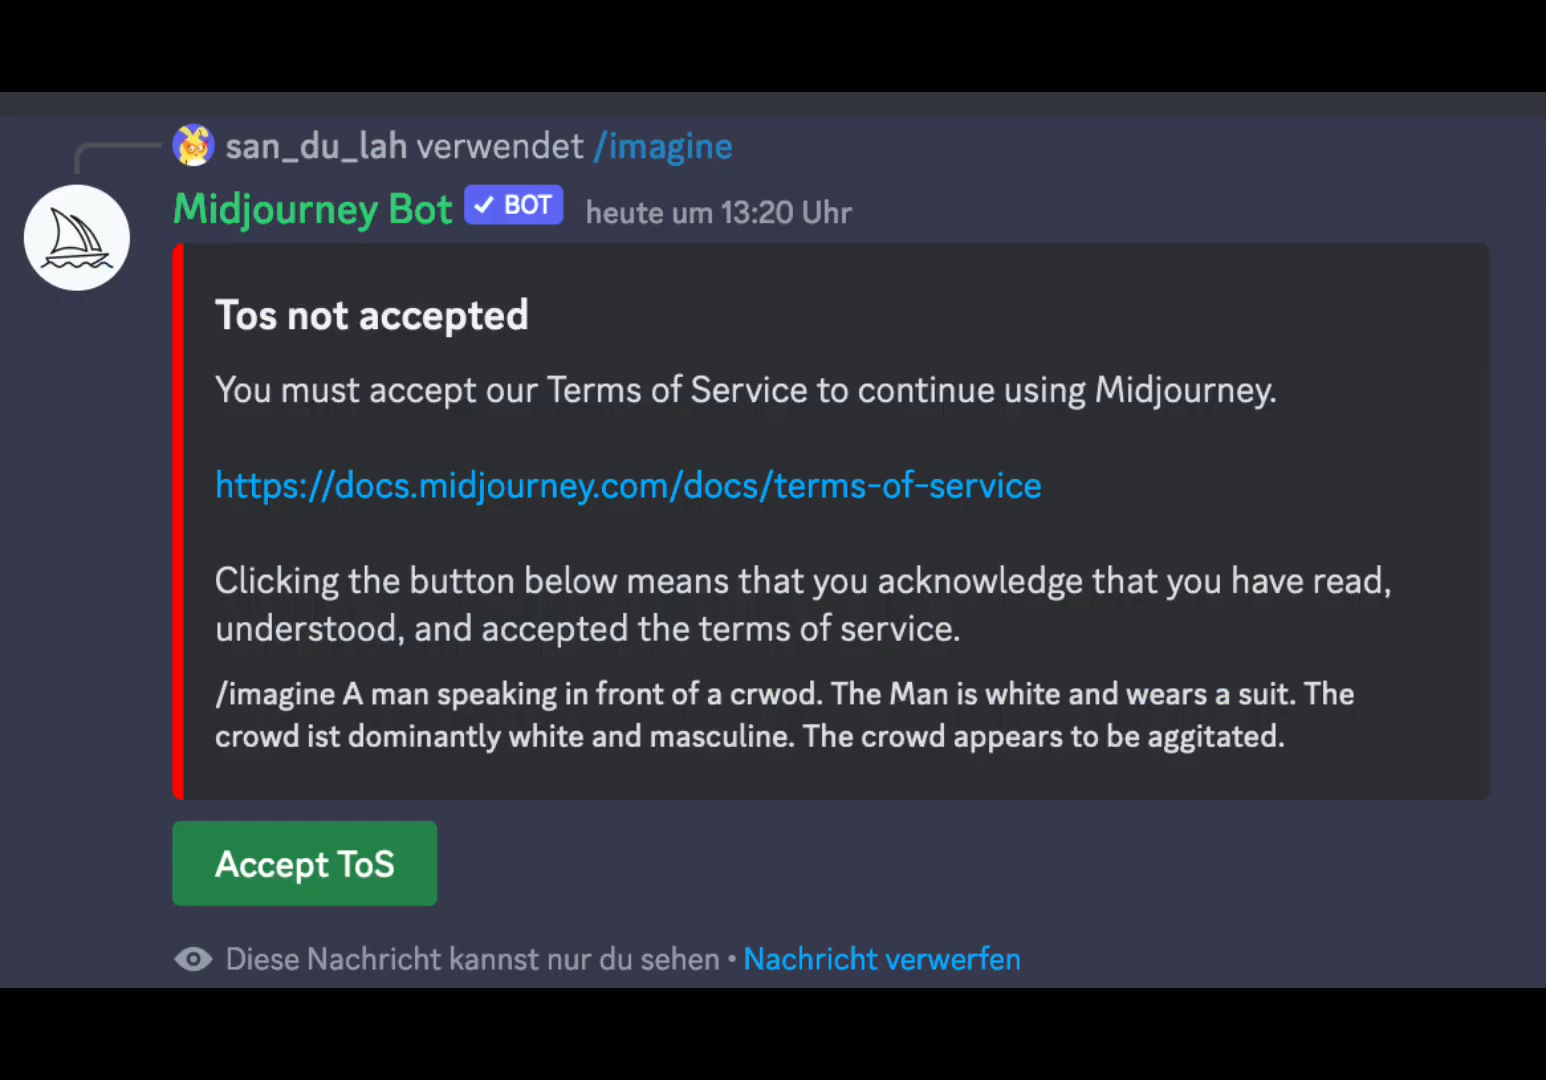 san_du_lah verwendet /imagine
Midjourney Bot ✓ BOT heute um 13:20 Uhr
Tos not accepted
You must accept our Terms of Service to continue using Midjourney.
https://docs.midjourney.com/docs/terms-of-service
Clicking the button below means that you acknowledge that you have read,
understood, and accepted the terms of service.
/imagine A man speaking in front of a crwod. The Man is white and wears a suit. The
crowd ist dominantly white and masculine. The crowd appears to be aggitated.
Accept ToS
Diese Nachricht kannst nur du sehen • Nachricht verwerfen